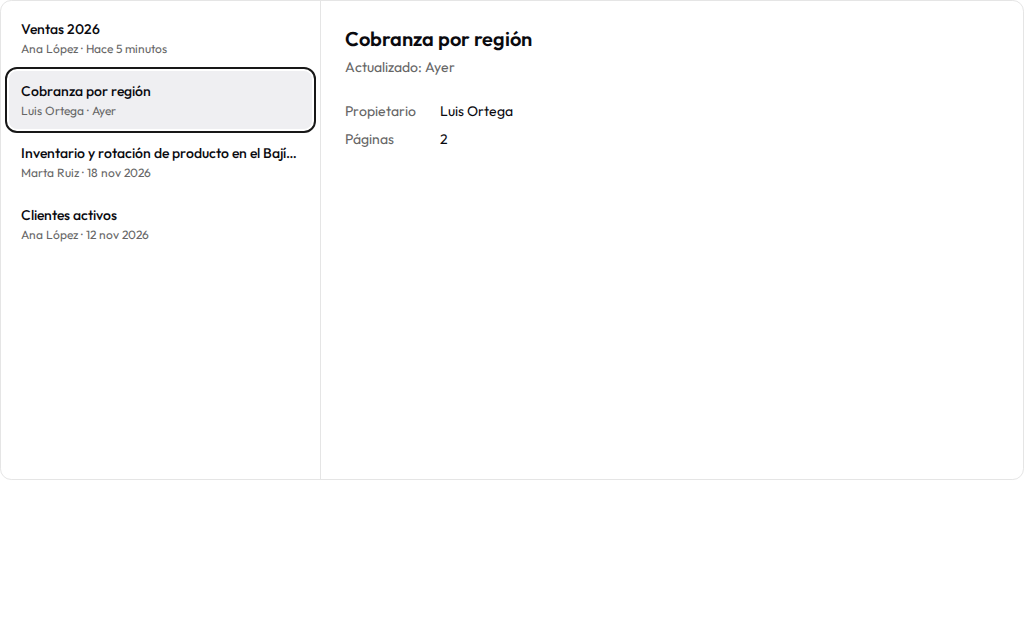 Ventas 2026
Ana López · Hace 5 minutos
Cobranza por región
Luis Ortega · Ayer
Inventario y rotación de producto en el Bají…
Marta Ruiz · 18 nov 2026
Clientes activos
Ana López · 12 nov 2026
Cobranza por región
Actualizado: Ayer
Propietario Luis Ortega
Páginas 2